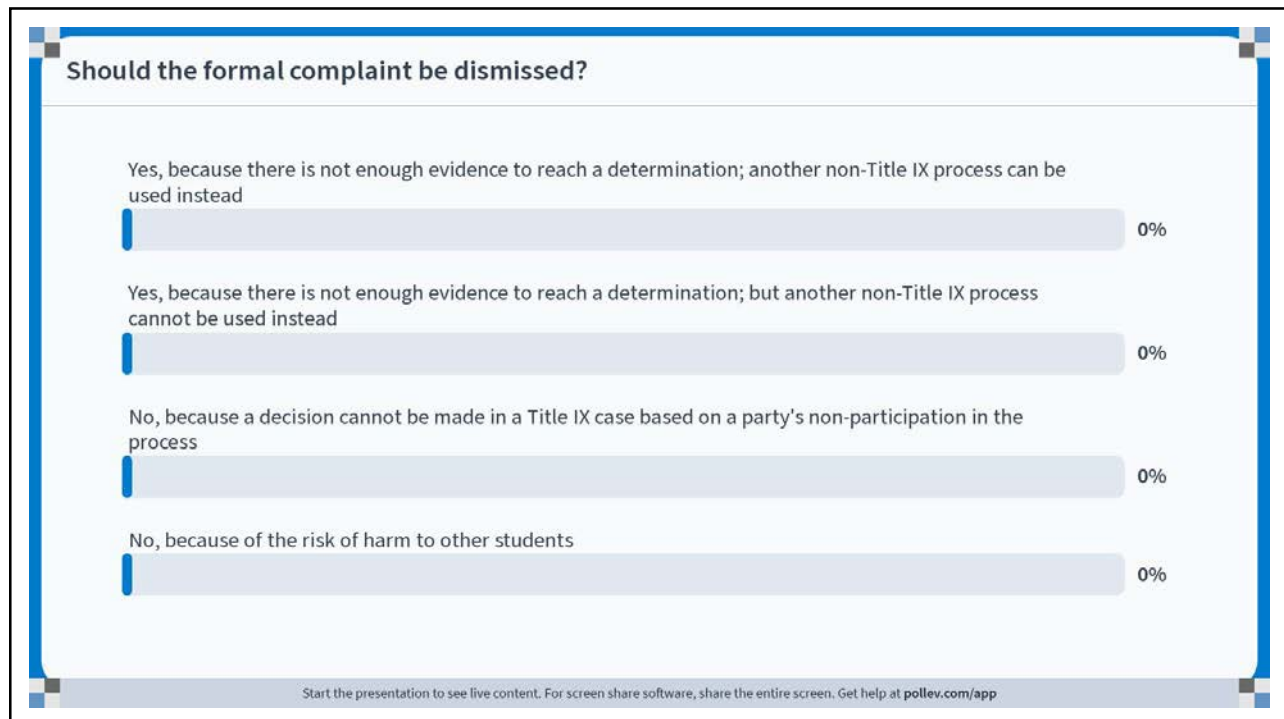 Should the formal complaint be dismissed?
Yes, because there is not enough evidence to reach a determination; another non-Title IX process can be
used instead
0%
Yes, because there is not enough evidence to reach a determination; but another non-Title IX process
cannot be used instead
0%
No, because a decision cannot be made in a Title IX case based on a party's non-participation in the
process
0%
No, because of the risk of harm to other students
0%
Start the presentation to see live content. For screen share software, share the entire screen. Get help at pollev.com/app